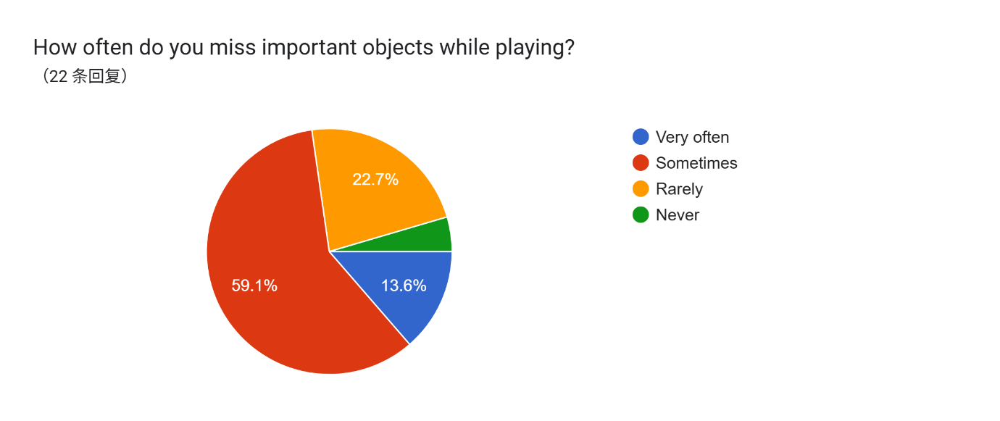 How often do you miss important objects while playing?
（22 条回复）
Very often
Sometimes
Rarely
Never
22.7%
59.1%
13.6%